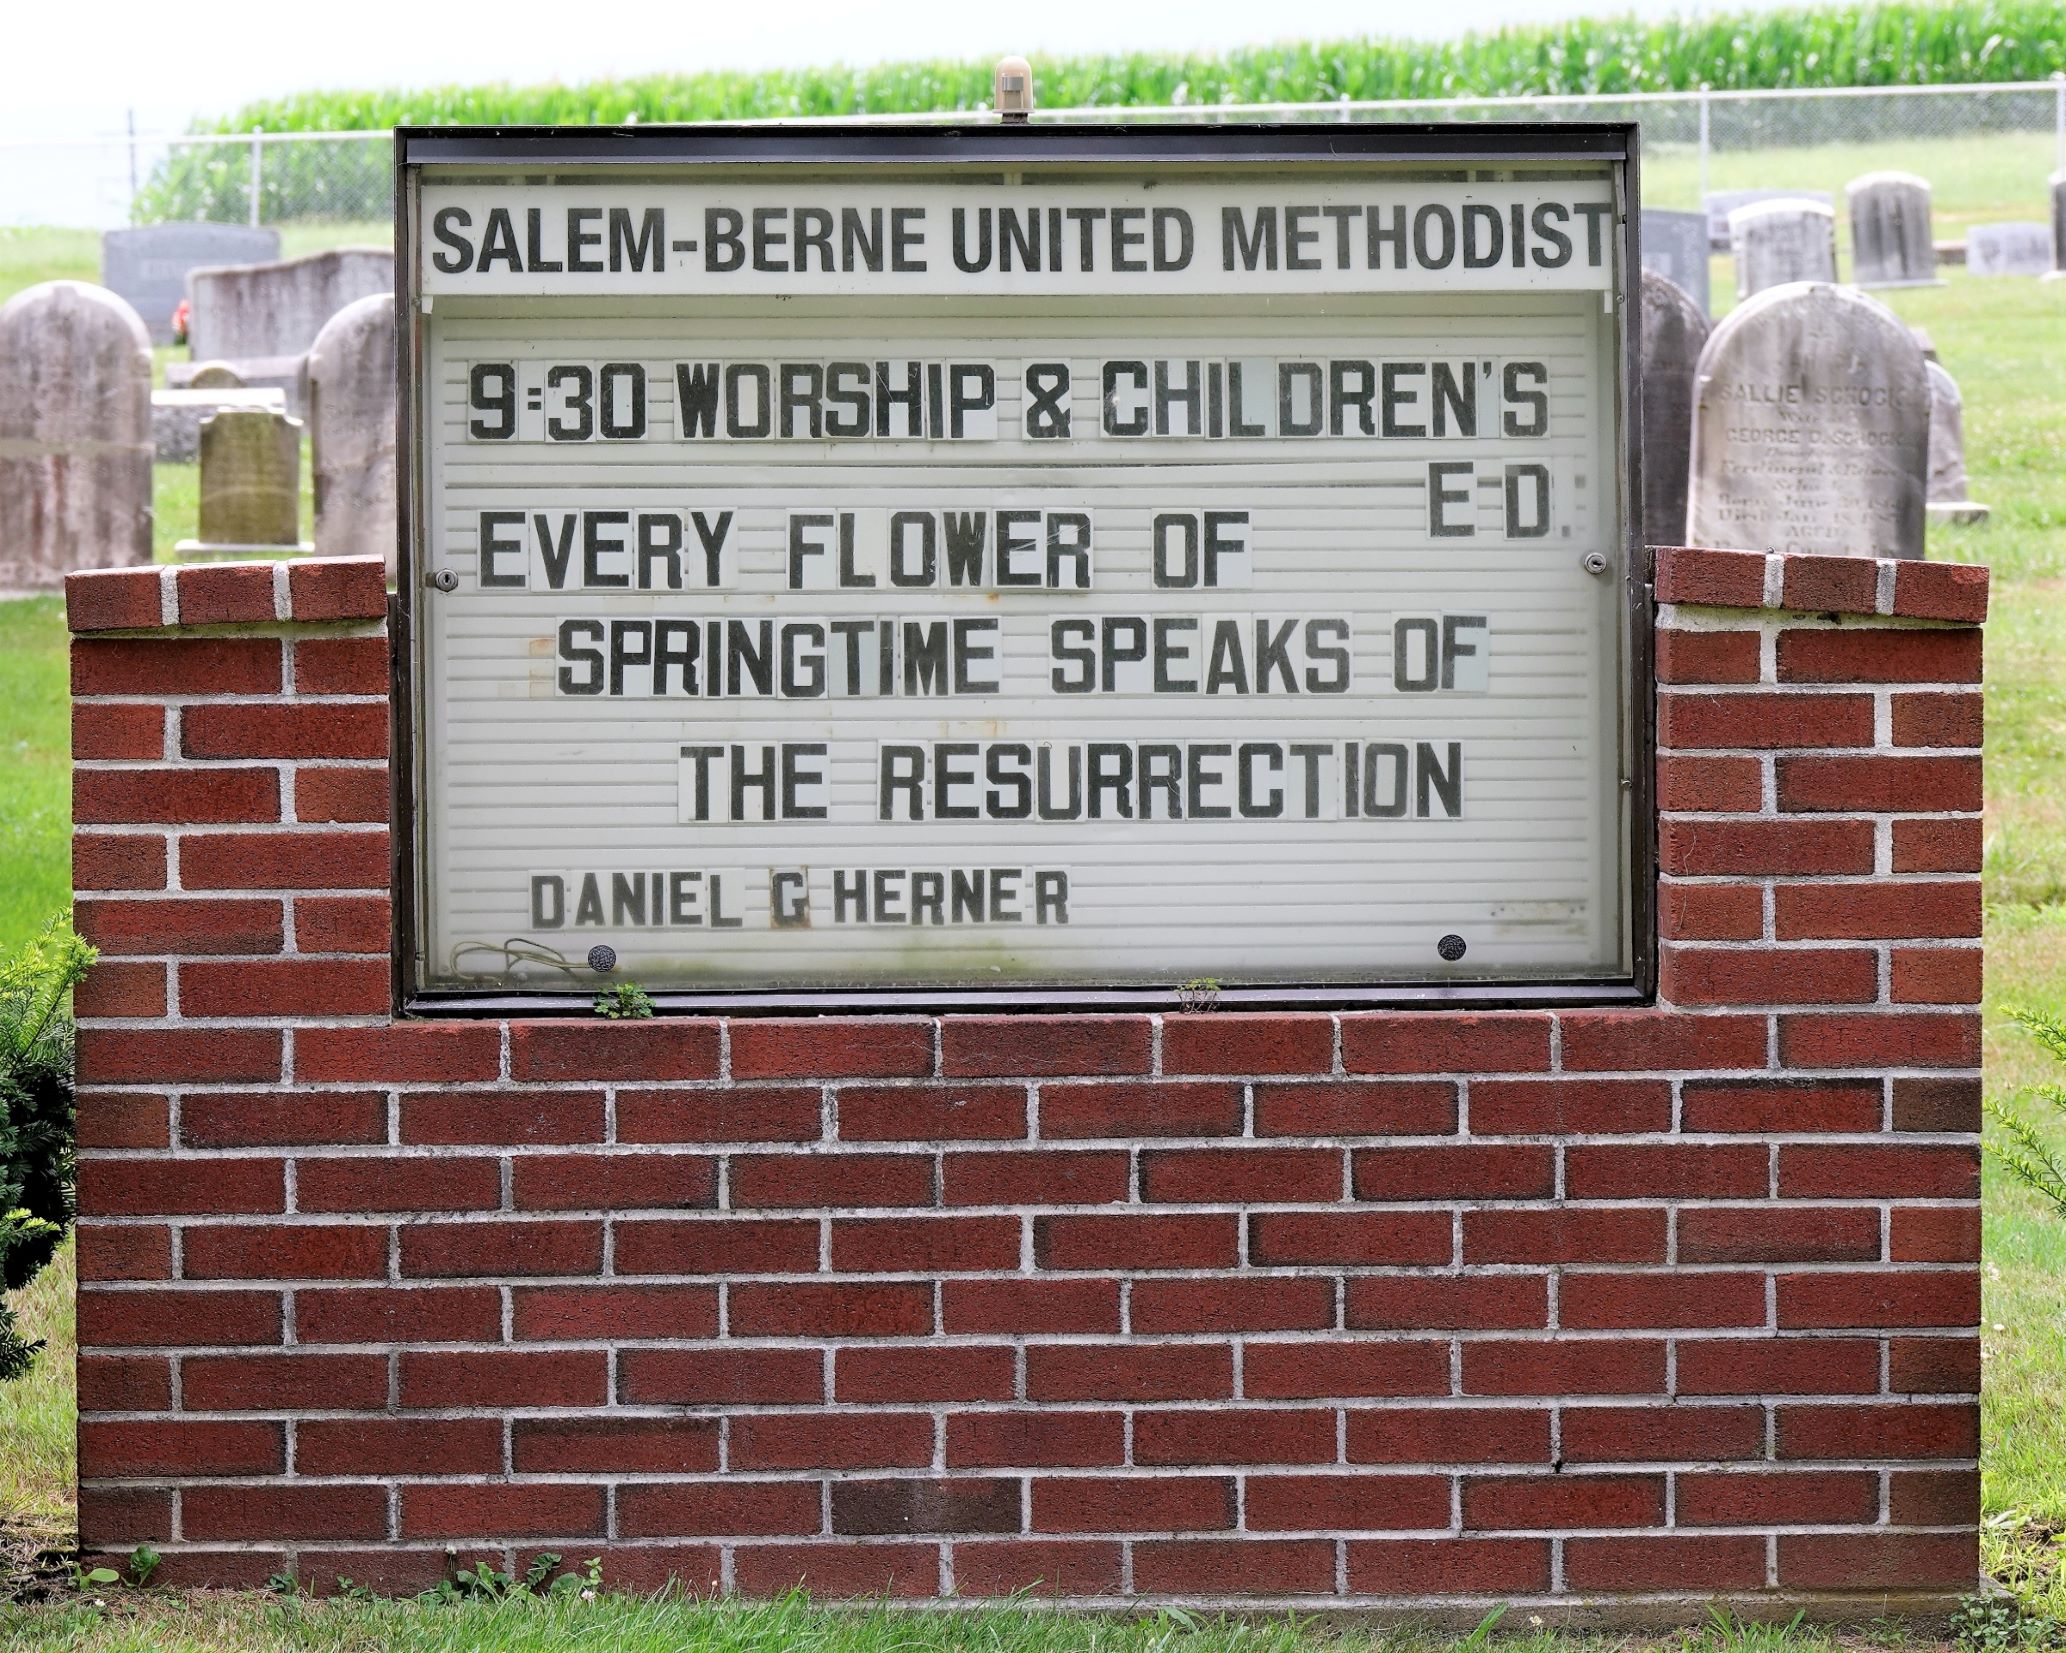 SALEM-BERNE UNITED METHODIST
9:30 WORSHIP & CHILDREN'S
ED.
EVERY FLOWER OF
SPRINGTIME SPEAKS OF
THE RESURRECTION
DANIEL G HERNER
SALLIE SCHOCK
GEORGE D. SCHOCK